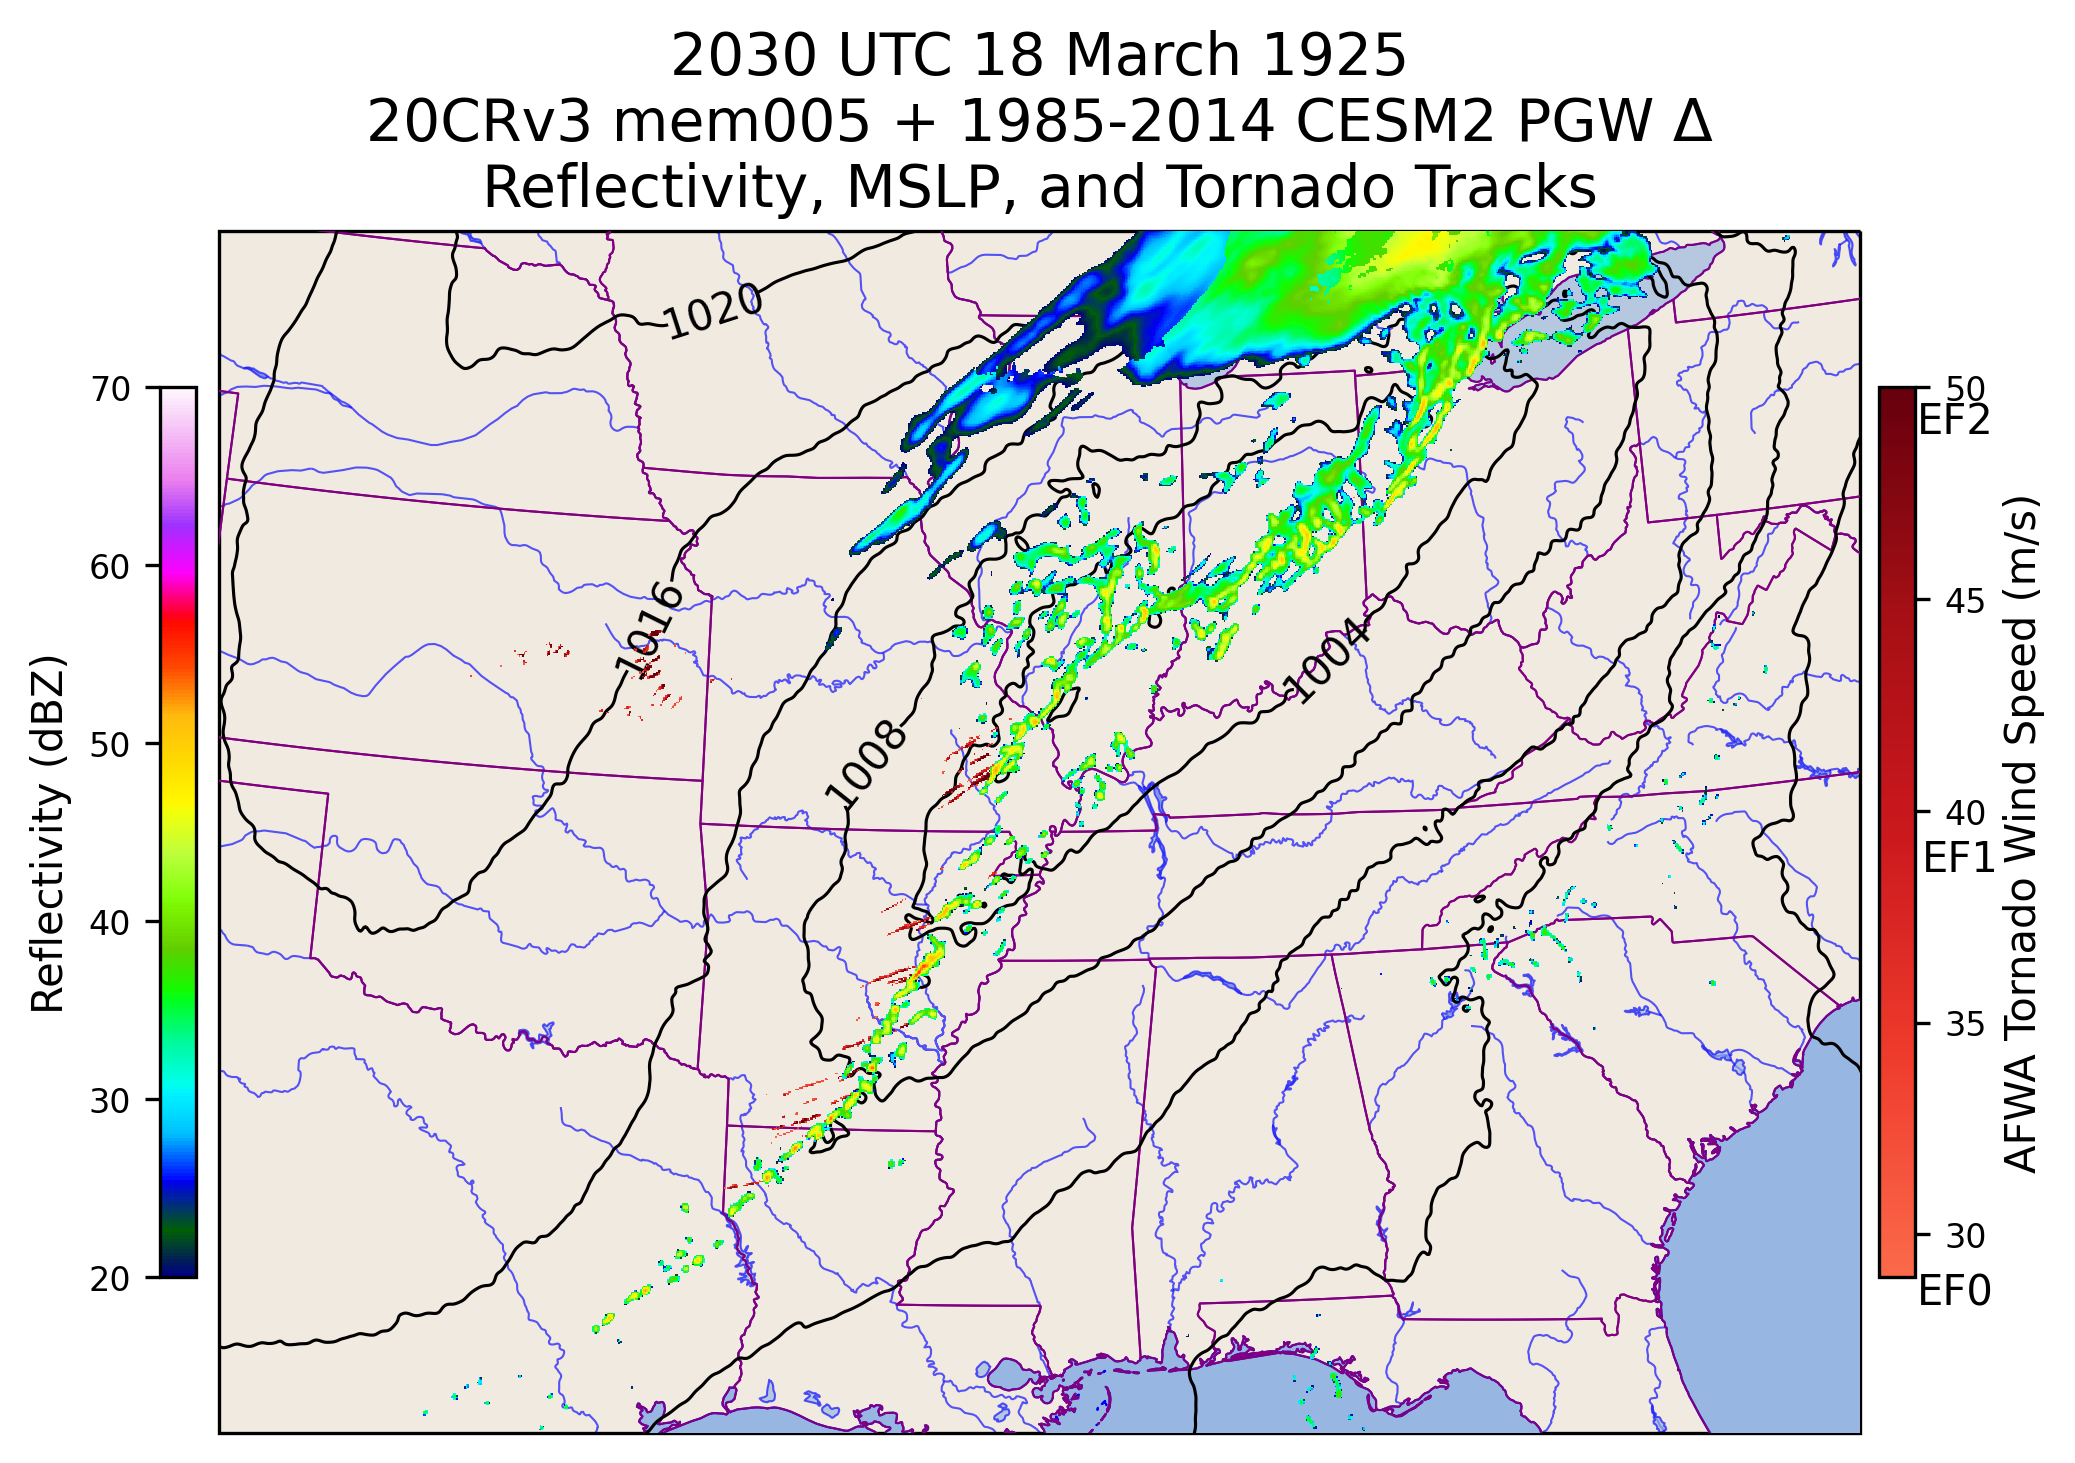 2030 UTC 18 March 1925
20CRv3 mem005 + 1985-2014 CESM2 PGW Δ
Reflectivity, MSLP, and Tornado Tracks
1020
1016
1008
1004
Reflectivity (dBZ)
70
60
50
40
30
20
50
EF2
45
40
EF1
35
30
EF0
AFWA Tornado Wind Speed (m/s)